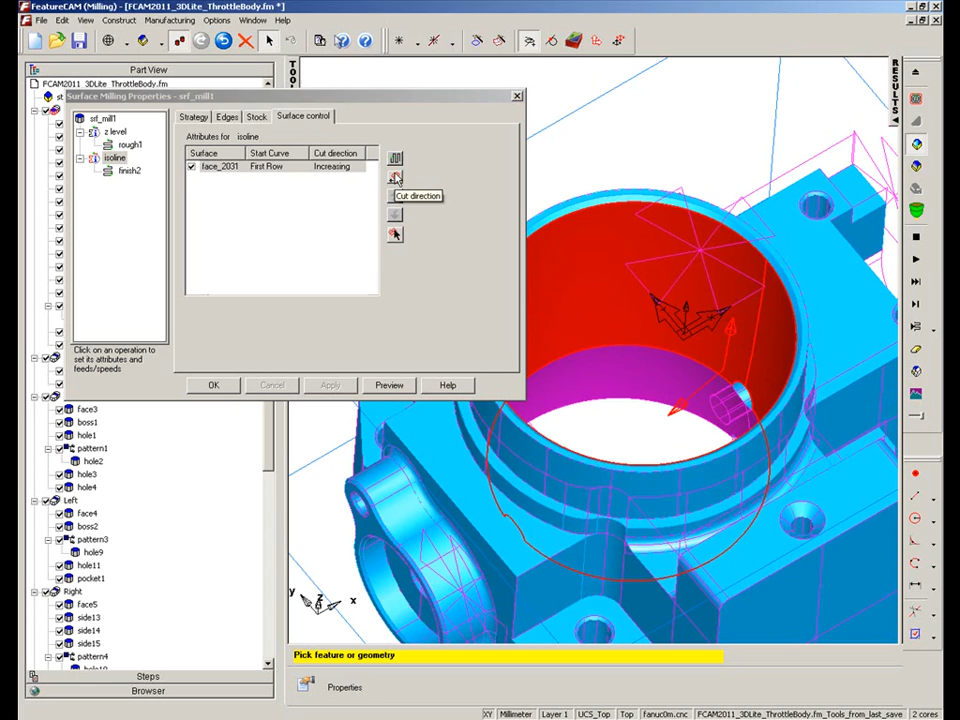 FeatureCAM (Milling) - [FCAM2011_3DLite_ThrottleBody.fm *]
File Edit View Construct Manufacturing Options Window Help
Part View
FCAM2011_3DLite_ThrottleBody.fm
Surface Milling Properties - srf_mill1
srf_mill1
z level
rough1
isoline
finish2
Click on an operation to
set its attributes and
feeds/speeds
Strategy Edges Stock Surface control
Attributes for isoline
Surface Start Curve Cut direction
face_2031 First Row Increasing
Cut direction
OK Cancel Apply Preview Help
face3
boss1
hole1
pattern1
hole2
hole3
hole4
Left
face4
boss2
pattern3
hole9
hole11
pocket1
Right
face5
side13
side14
side15
pattern4
Steps
Browser
TOOL
RESULTS
y z x
Pick feature or geometry
Properties
XY Millimeter Layer 1 UCS_Top Top fanuc0m.cnc FCAM2011_3DLite_ThrottleBody.fm_Tools_from_last_save 2 cores